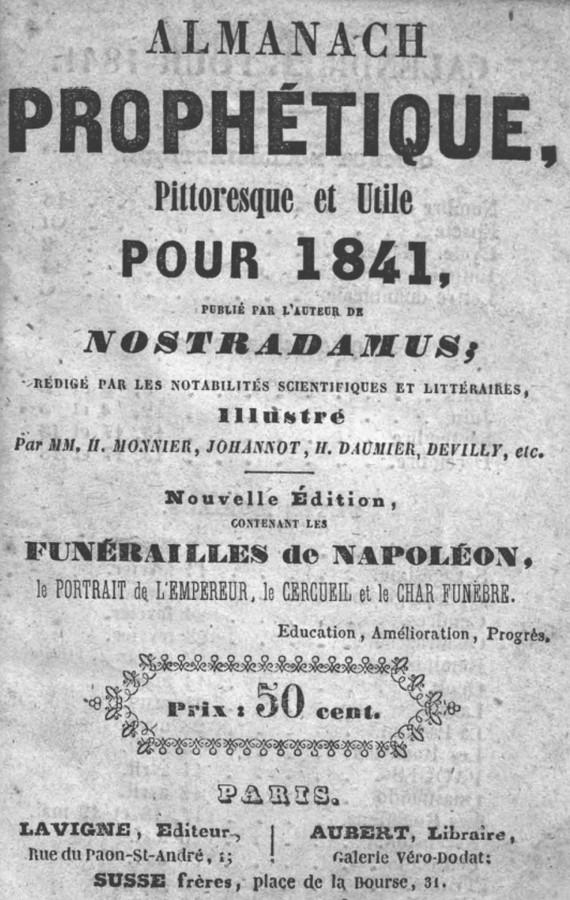 ALMANACH
PROPHÉTIQUE,
Pittoresque et Utile
POUR 1841,
PUBLIÉ PAR L'AUTEUR DE
NOSTRADAMUS;
RÉDIGÉ PAR LES NOTABILITÉS SCIENTIFIQUES ET LITTÉRAIRES,
Illustré
Par MM. H. MONNIER, JOHANNOT, H. DAUMIER, DEVILLY, etc.
Nouvelle Édition,
CONTENANT LES
FUNÉRAILLES de NAPOLÉON,
le PORTRAIT de L'EMPEREUR, le CERCUEIL et le CHAR FUNÈBRE.
Education, Amélioration, Progrès.
Prix : 50 cent.
PARIS.
LAVIGNE, Editeur, AUBERT, Libraire,
Rue du Paon-St-André, 1; Galerie Véro-Dodat;
SUSSE frères, place de la Bourse, 31.